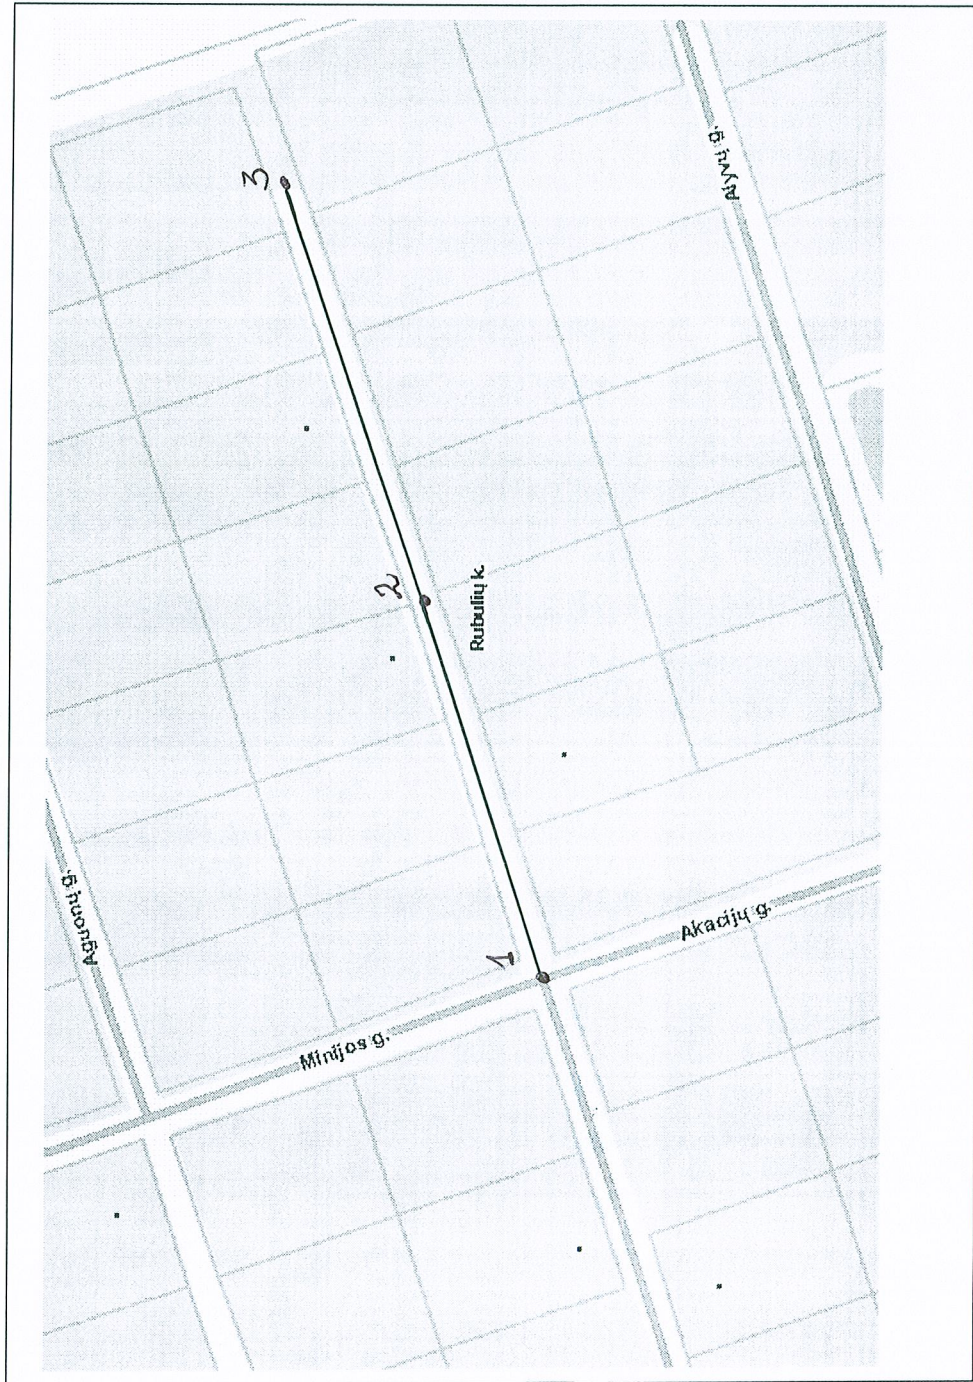 3
Alyvų g.
2
Rubulių k.
Aguonų g.
1
Akacijų g.
Minijos g.